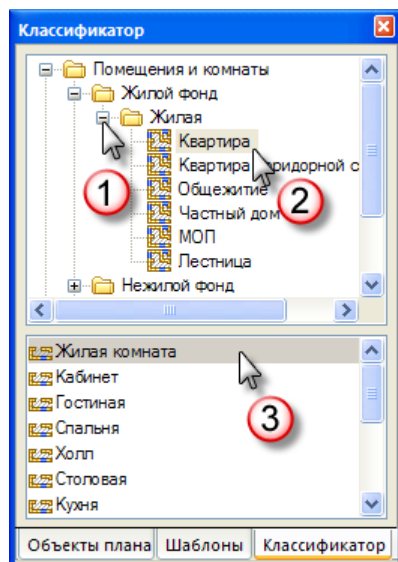 Классификатор
Помещения и комнаты
Жилой фонд
Жилая
Квартира
Квартира ридорной с
Общежитие
Частный дом
МОП
Лестница
Нежилой фонд
1
2
Жилая комната
Кабинет
Гостиная
Спальня
Холл
Столовая
Кухня
3
Объекты плана Шаблоны Классификатор